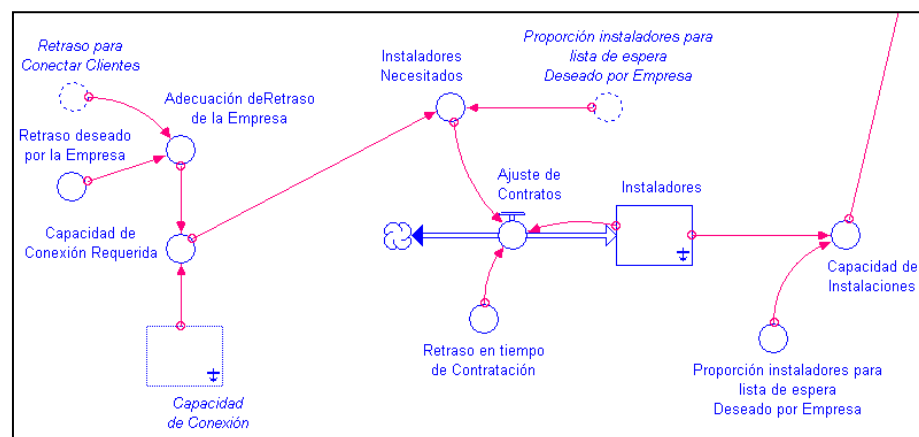 Retraso para
Conectar Clientes
Adecuación deRetraso
de la Empresa
Retraso deseado
por la Empresa
Capacidad de
Conexión Requerida
Capacidad
de Conexión
Instaladores
Necesitados
Proporción instaladores para
lista de espera
Deseado por Empresa
Ajuste de
Contratos
Instaladores
Retraso en tiempo
de Contratación
Capacidad de
Instalaciones
Proporción instaladores para
lista de espera
Deseado por Empresa